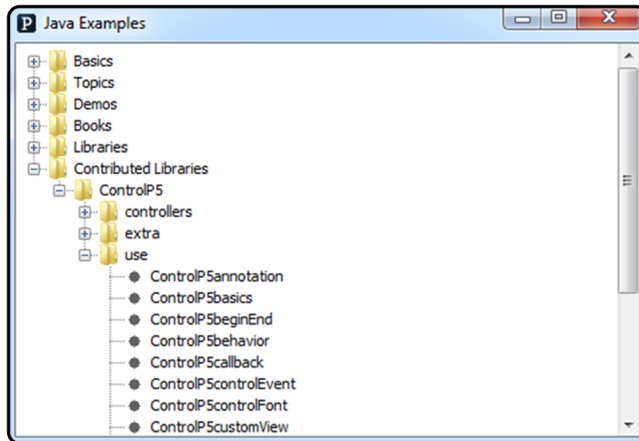 P Java Examples
Basics
Topics
Demos
Books
Libraries
Contributed Libraries
ControlP5
controllers
extra
use
ControlP5annotation
ControlP5basics
ControlP5beginEnd
ControlP5behavior
ControlP5callback
ControlP5controlEvent
ControlP5controlFont
ControlP5customView